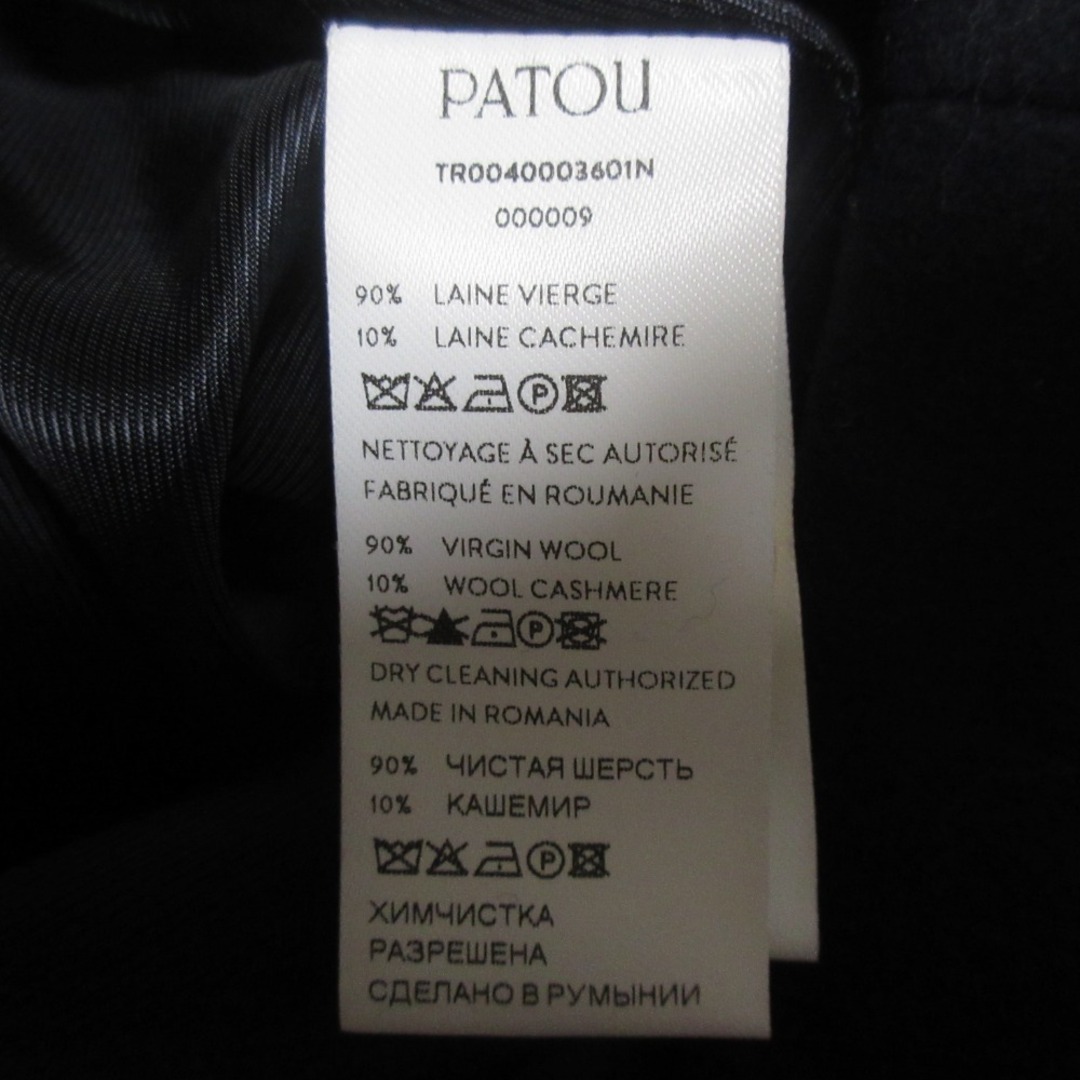 PATOU
TR0040003601N
000009
90% LAINE VIERGE
10% LAINE CACHEMIRE
P
NETTOYAGE À SEC AUTORISÉ
FABRIQUÉ EN ROUMANIE
90% VIRGIN WOOL
10% WOOL CASHMERE
P
DRY CLEANING AUTHORIZED
MADE IN ROMANIA
90% ЧИСТАЯ ШЕРСТЬ
10% КАШЕМИР
P
ХИМЧИСТКА
РАЗРЕШЕНА
СДЕЛАНО В РУМЫНИИ